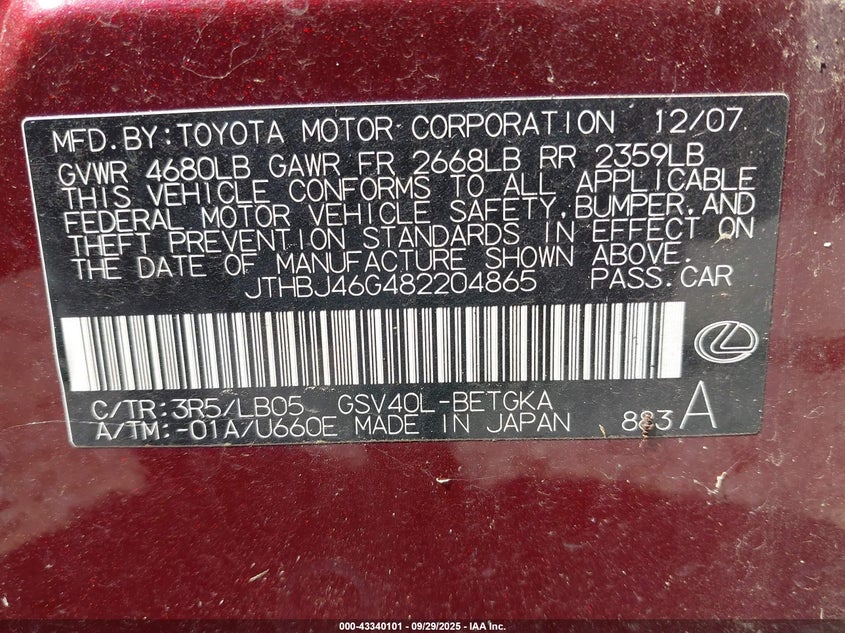 MFD.BY:TOYOTA MOTOR CORPORATION 12/07
GVWR 4680LB GAWR FR 2668LB RR 2359LB
THIS VEHICLE CONFORMS TO ALL APPLICABLE
FEDERAL MOTOR VEHICLE SAFETY,BUMPER,AND
THEFT PREVENTION STANDARDS IN EFFECT ON
THE DATE OF MANUFACTURE SHOWN ABOVE.
JTHBJ46G482204865 PASS.CAR
C/TR:3R5/LB05 GSV40L-BETGKA
A/TM:-01A/U660E MADE IN JAPAN 883 A
000-43340101 - 09/29/2025 - IAA Inc.